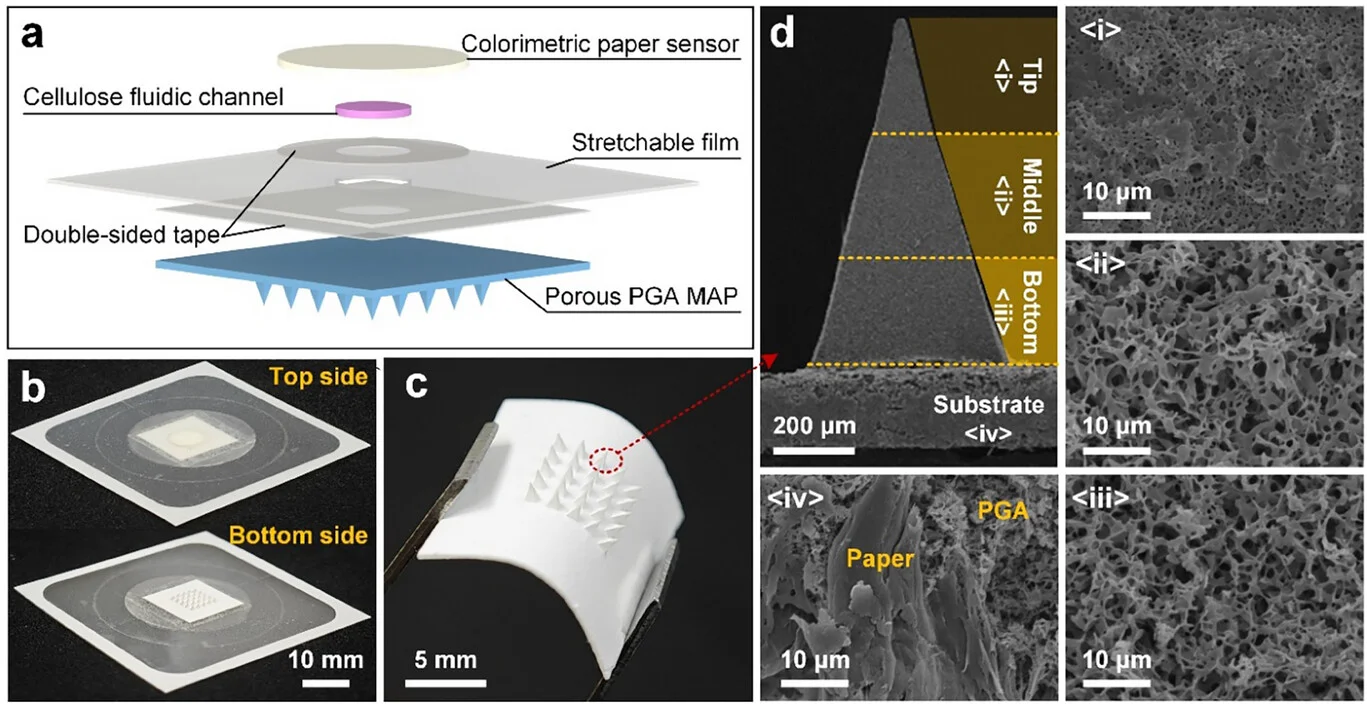 a
Colorimetric paper sensor
Cellulose fluidic channel
Stretchable film
Double-sided tape
Porous PGA MAP
b
Top side
Bottom side
10 mm
c
5 mm
d
Tip
<i>
Middle
<ii>
Bottom
<iii>
Substrate
<iv>
200 µm
<i>
10 µm
<ii>
10 µm
<iii>
10 µm
<iv>
PGA
Paper
10 µm